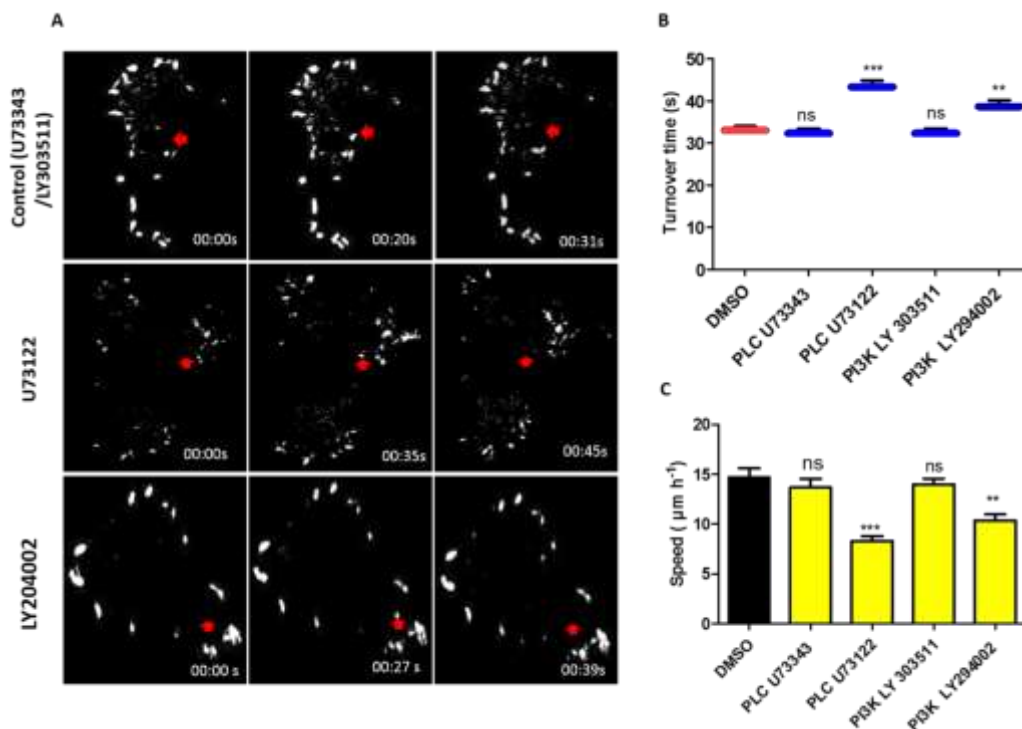 A
Control (U73343
/LY303511)
00:00s
00:20s
00:31s
U73122
00:00s
00:35s
00:45s
LY204002
00:00 s
00:27 s
00:39s
B
Turnover time (s)
50
40
30
20
10
0
ns
***
ns
**
DMSO
PLC U73343
PLC U73122
PI3K LY 303511
PI3K LY294002
C
Speed ( µm h-1)
20
15
10
5
0
ns
***
ns
**
DMSO
PLC U73343
PLC U73122
PI3K LY 303511
PI3K LY294002